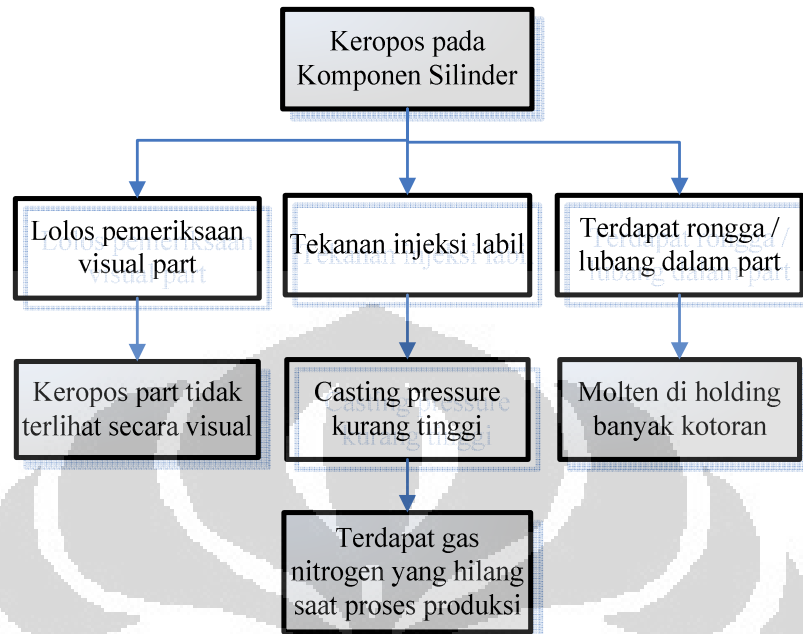 Keropos pada
Komponen Silinder
Lolos pemeriksaan
visual part
Tekanan injeksi labil
Terdapat rongga /
lubang dalam part
Keropos part tidak
terlihat secara visual
Casting pressure
kurang tinggi
Molten di holding
banyak kotoran
Terdapat gas
nitrogen yang hilang
saat proses produksi